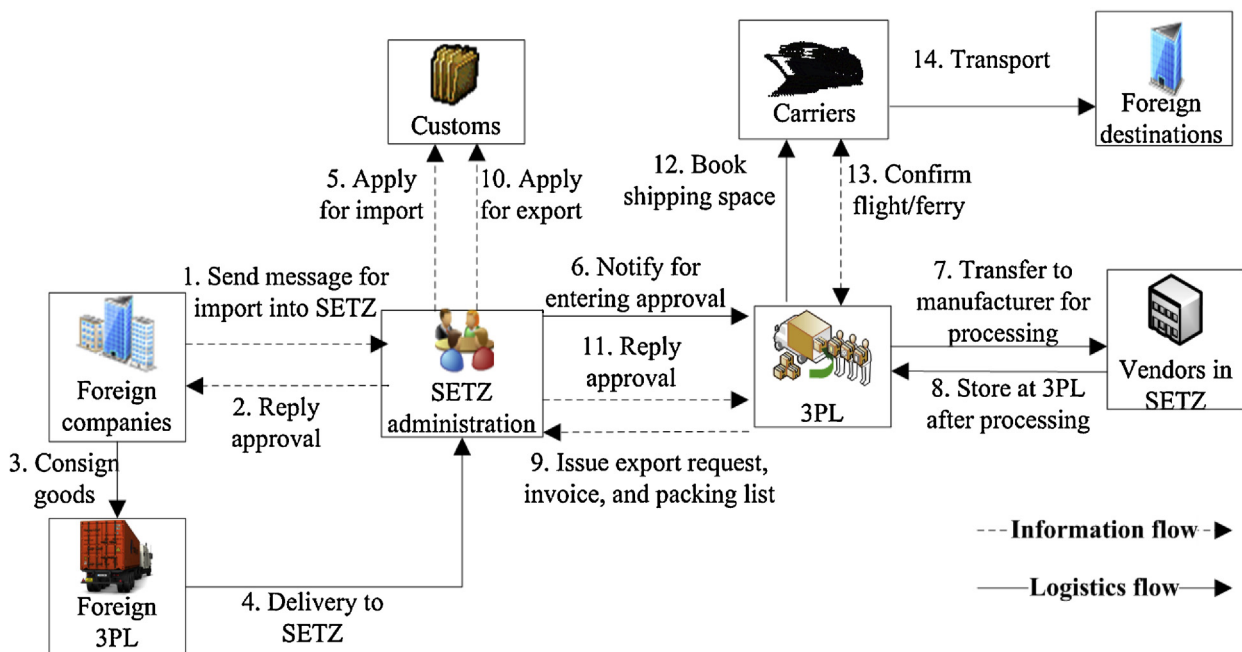 Customs
Carriers
14. Transport
Foreign
destinations
5. Apply
for import
10. Apply
for export
12. Book
shipping space
13. Confirm
flight/ferry
1. Send message for
import into SETZ
6. Notify for
entering approval
7. Transfer to
manufacturer for
processing
Foreign
companies
2. Reply
approval
SETZ
administration
11. Reply
approval
3PL
8. Store at 3PL
after processing
Vendors in
SETZ
3. Consign
goods
9. Issue export request,
invoice, and packing list
Foreign
3PL
4. Delivery to
SETZ
Information flow
Logistics flow